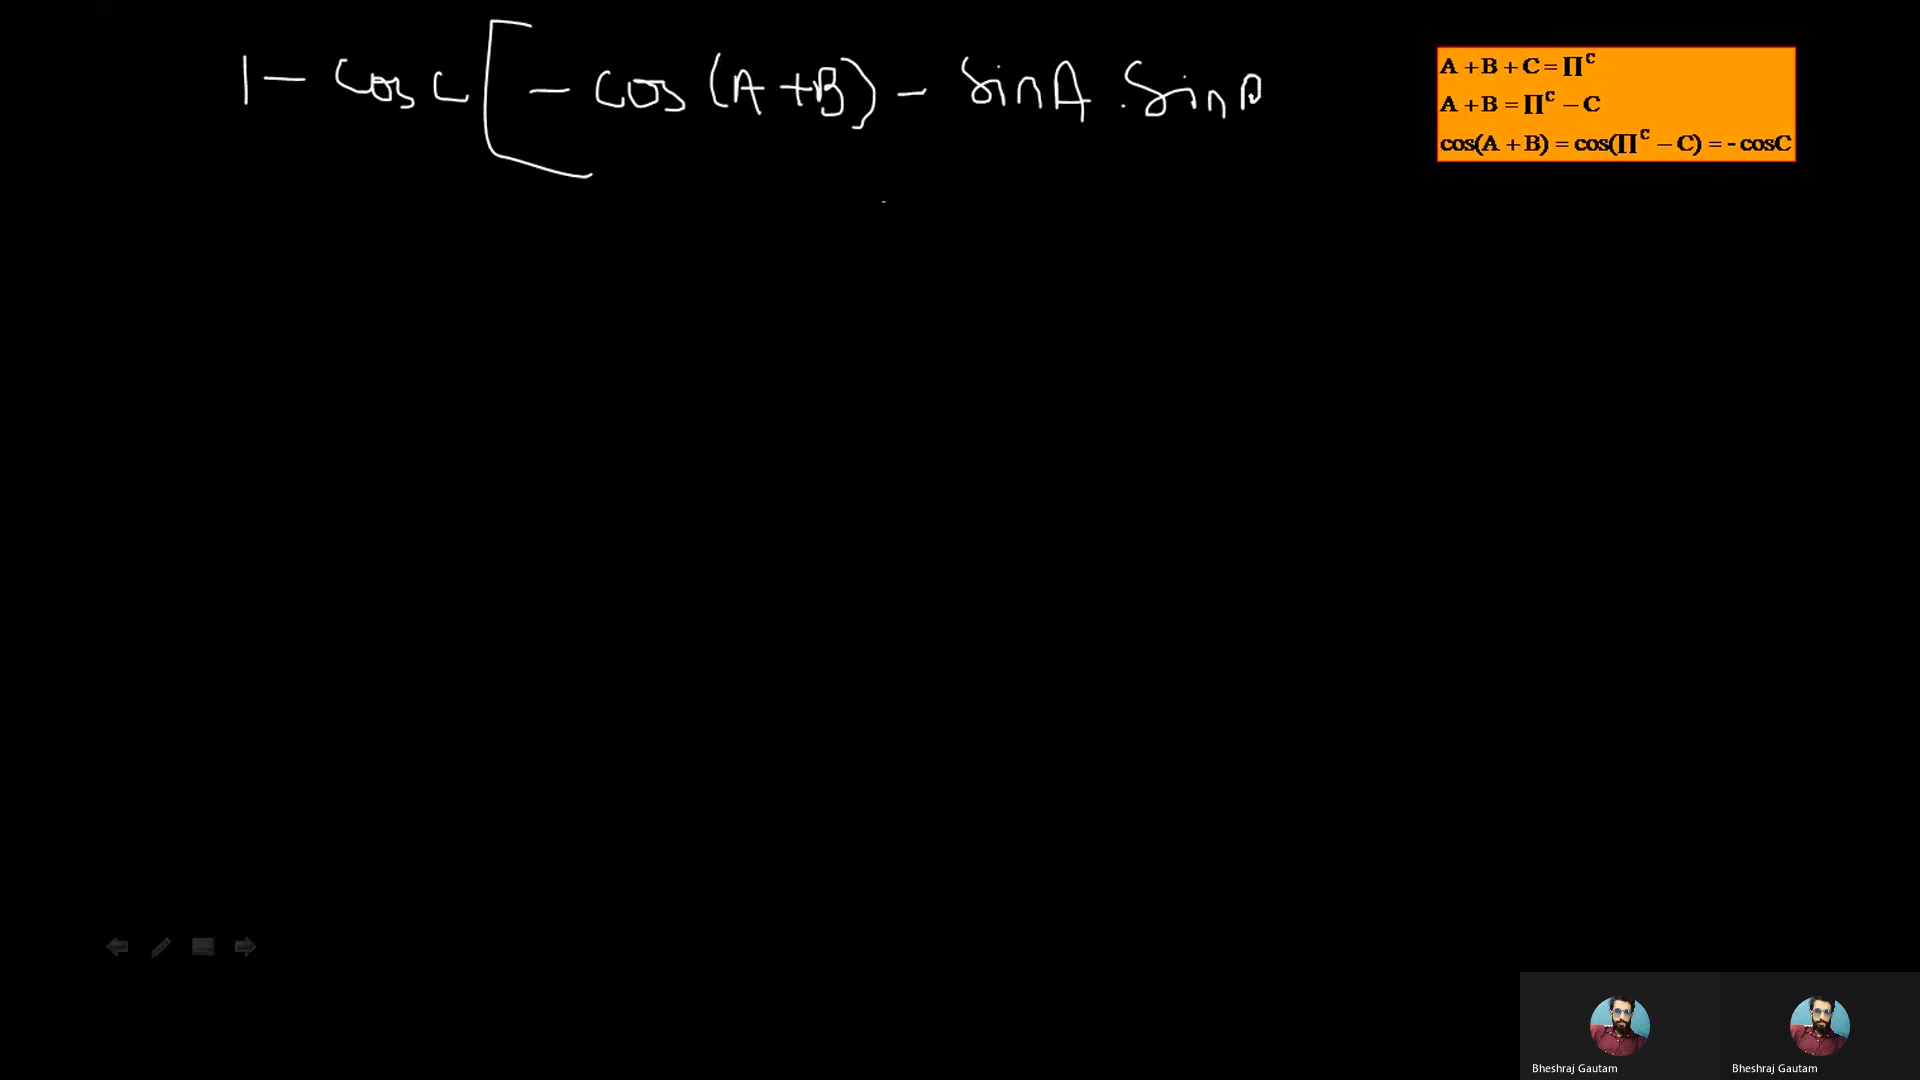 1 - cos C [ - cos (A + B) - sin A . sin B
A + B + C = ∏ᶜ
A + B = ∏ᶜ − C
cos(A + B) = cos(∏ᶜ − C) = - cosC
Bheshraj Gautam
Bheshraj Gautam